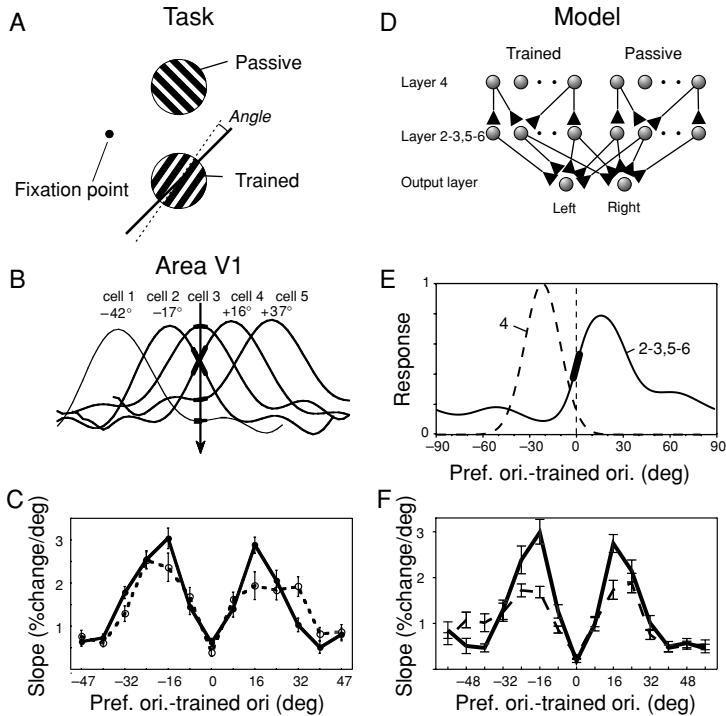 A
Task
Passive
Angle
Fixation point
Trained
B
Area V1
cell 1 cell 2 cell 3 cell 4 cell 5
−42° −17° +16° +37°
C
Slope (%change/deg)
3
2
1
−47 −32 −16 0 16 32 47
Pref. ori.-trained ori (deg)
D
Model
Trained Passive
Layer 4
Layer 2-3,5-6
Output layer
Left Right
E
Response
1
0
4
2-3,5-6
−90 −60 −30 0 30 60 90
Pref. ori.-trained ori. (deg)
F
Slope (%change/deg)
3
2
1
−48 −32 −16 0 16 32 48
Pref. ori.-trained ori. (deg)